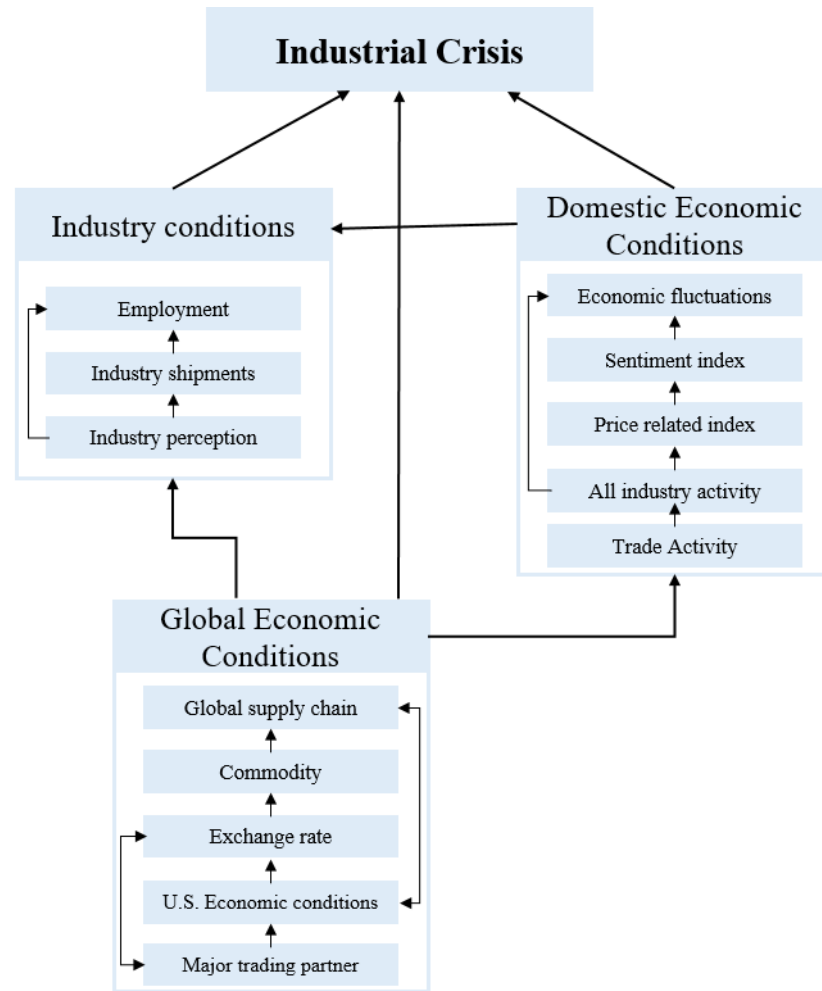 Industrial Crisis
Industry conditions
Employment
Industry shipments
Industry perception
Domestic Economic
Conditions
Economic fluctuations
Sentiment index
Price related index
All industry activity
Trade Activity
Global Economic
Conditions
Global supply chain
Commodity
Exchange rate
U.S. Economic conditions
Major trading partner